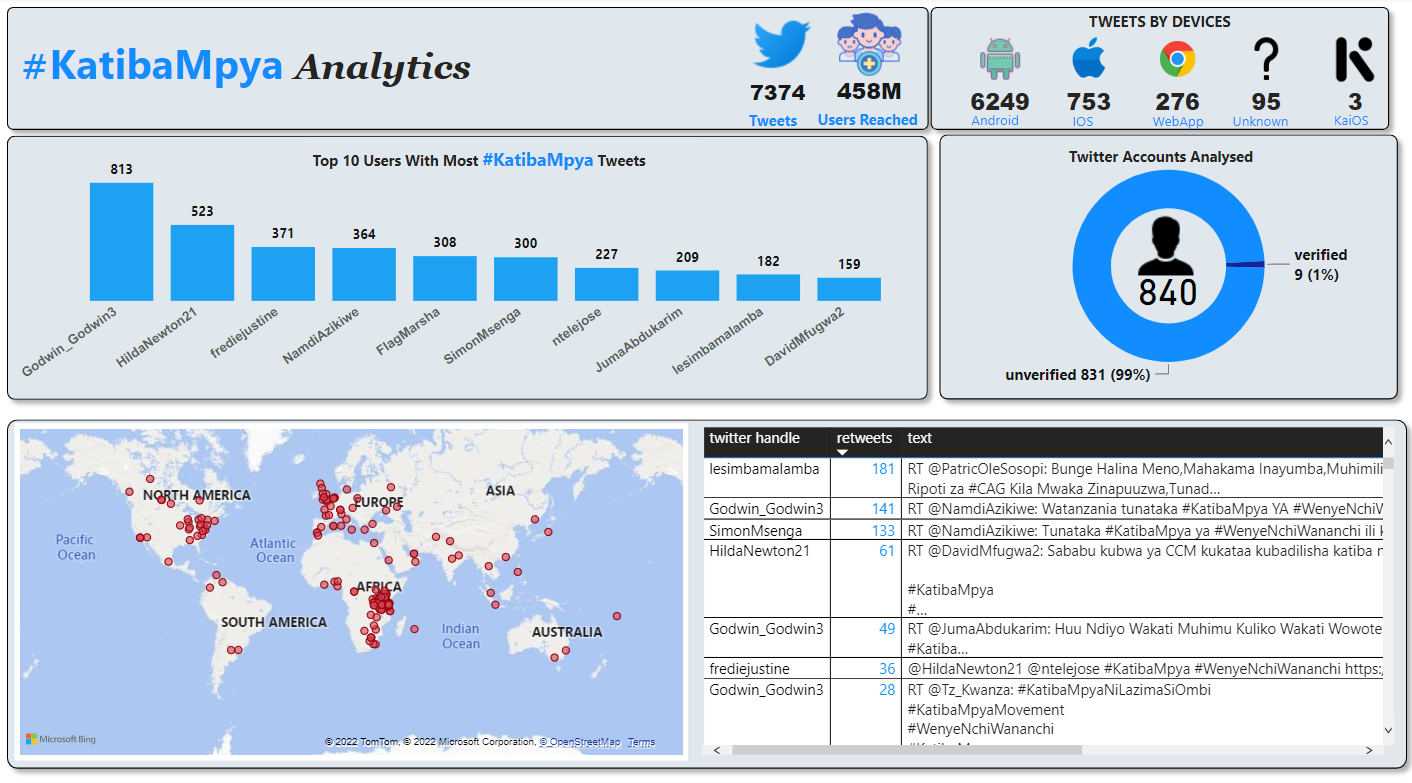 #KatibaMpya Analytics
7374
Tweets
458M
Users Reached
TWEETS BY DEVICES
6249
Android
753
IOS
276
WebApp
95
Unknown
3
KaiOS
Top 10 Users With Most #KatibaMpya Tweets
813
523
371
364
308
300
227
209
182
159
Godwin_Godwin3
HildaNewton21
frediejustine
NamdiAzikiwe
FlagMarsha
SimonMsenga
ntelejose
JumaAbdukarim
Iesimbamalamba
DavidMfugwa2
Twitter Accounts Analysed
840
verified
9 (1%)
unverified 831 (99%)
NORTH AMERICA
EUROPE
ASIA
Pacific
Ocean
Atlantic
Ocean
AFRICA
SOUTH AMERICA
Indian
Ocean
AUSTRALIA
Microsoft Bing
© 2022 TomTom, © 2022 Microsoft Corporation, © OpenStreetMap Terms
twitter handle retweets text
Iesimbamalamba 181 RT @PatricOleSosopi: Bunge Halina Meno,Mahakama Inayumba,Muhimili
Ripoti za #CAG Kila Mwaka Zinapuuzwa,Tunad...
Godwin_Godwin3 141 RT @NamdiAzikiwe: Watanzania tunataka #KatibaMpya YA #WenyeNchiW
SimonMsenga 133 RT @NamdiAzikiwe: Tunataka #KatibaMpya ya #WenyeNchiWananchi ili k
HildaNewton21 61 RT @DavidMfugwa2: Sababu kubwa ya CCM kukataa kubadilisha katiba n
#KatibaMpya
#...
Godwin_Godwin3 49 RT @JumaAbdukarim: Huu Ndiyo Wakati Muhimu Kuliko Wakati Wowote
#Katiba...
frediejustine 36 @HildaNewton21 @ntelejose #KatibaMpya #WenyeNchiWananchi https:
Godwin_Godwin3 28 RT @Tz_Kwanza: #KatibaMpyaNiLazimaSiOmbi
#KatibaMpyaMovement
#WenyeNchiWananchi